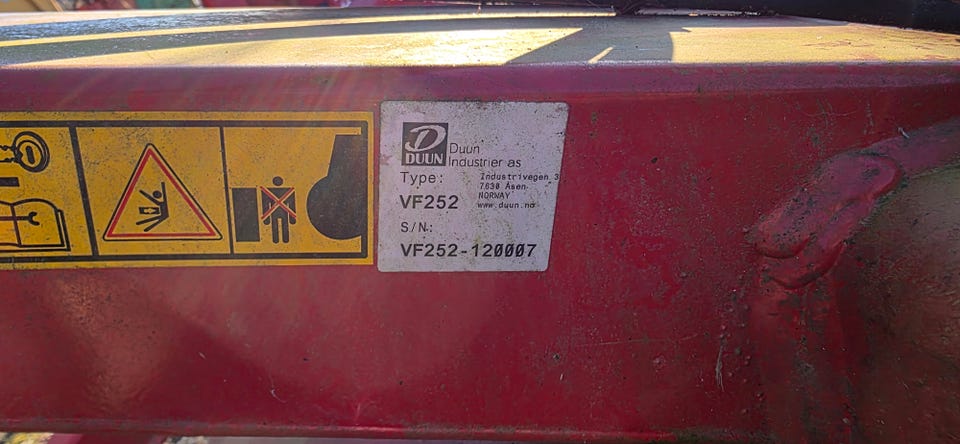 DUUN
Duun
Industrier as
Type:
Industrivegen 3
7630 Åsen
NORWAY
www.duun.no
VF252
S/N:
VF252-120007